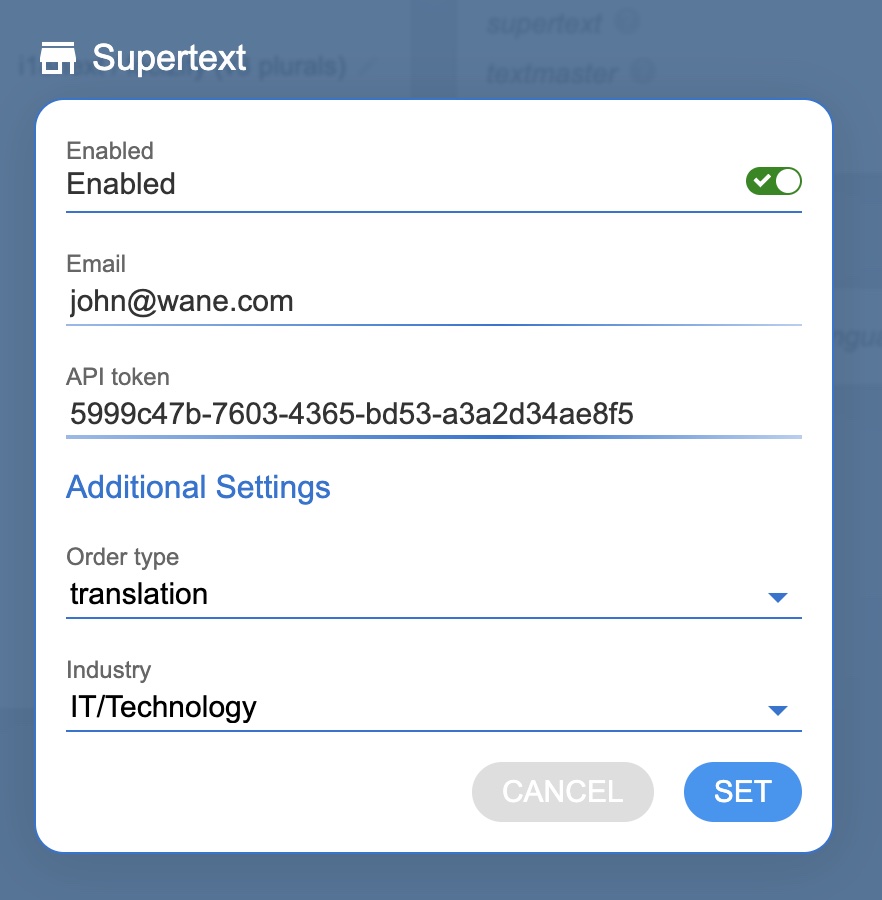 supertext
textmaster
plurals)
Supertext
Enabled
Enabled
Email
john@wane.com
API token
5999c47b-7603-4365-bd53-a3a2d34ae8f5
Additional Settings
Order type
translation
Industry
IT/Technology
CANCEL
SET